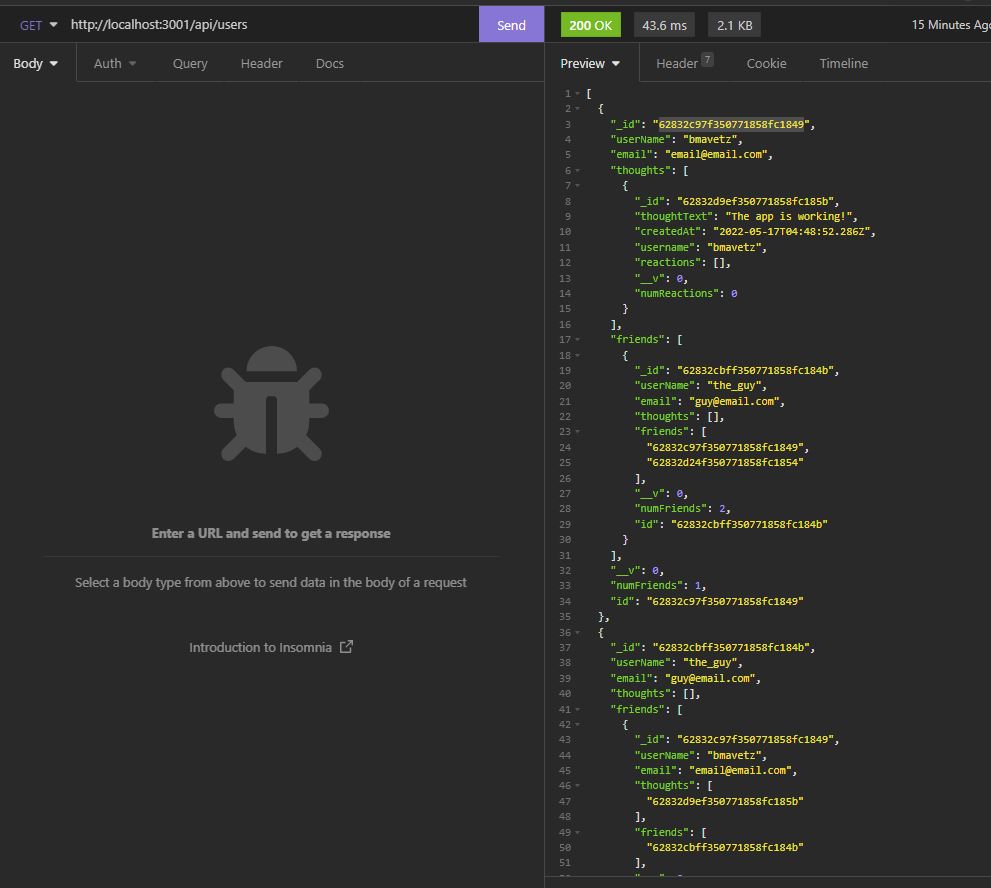 GET http://localhost:3001/api/users Send 200 OK 43.6 ms 2.1 KB 15 Minutes Ago
Body Auth Query Header Docs
Enter a URL and send to get a response
Select a body type from above to send data in the body of a request
Introduction to Insomnia
Preview Header 7 Cookie Timeline
1 [
2 {
3 "_id": "62832c97f350771858fc1849",
4 "userName": "bmavetz",
5 "email": "email@email.com",
6 "thoughts": [
7 {
8 "_id": "62832d9ef350771858fc185b",
9 "thoughtText": "The app is working!",
10 "createdAt": "2022-05-17T04:48:52.286Z",
11 "username": "bmavetz",
12 "reactions": [],
13 "__v": 0,
14 "numReactions": 0
15 }
16 ],
17 "friends": [
18 {
19 "_id": "62832cbff350771858fc184b",
20 "userName": "the_guy",
21 "email": "guy@email.com",
22 "thoughts": [],
23 "friends": [
24 "62832c97f350771858fc1849",
25 "62832d24f350771858fc1854"
26 ],
27 "__v": 0,
28 "numFriends": 2,
29 "id": "62832cbff350771858fc184b"
30 }
31 ],
32 "__v": 0,
33 "numFriends": 1,
34 "id": "62832c97f350771858fc1849"
35 },
36 {
37 "_id": "62832cbff350771858fc184b",
38 "userName": "the_guy",
39 "email": "guy@email.com",
40 "thoughts": [],
41 "friends": [
42 {
43 "_id": "62832c97f350771858fc1849",
44 "userName": "bmavetz",
45 "email": "email@email.com",
46 "thoughts": [
47 "62832d9ef350771858fc185b"
48 ],
49 "friends": [
50 "62832cbff350771858fc184b"
51 ],